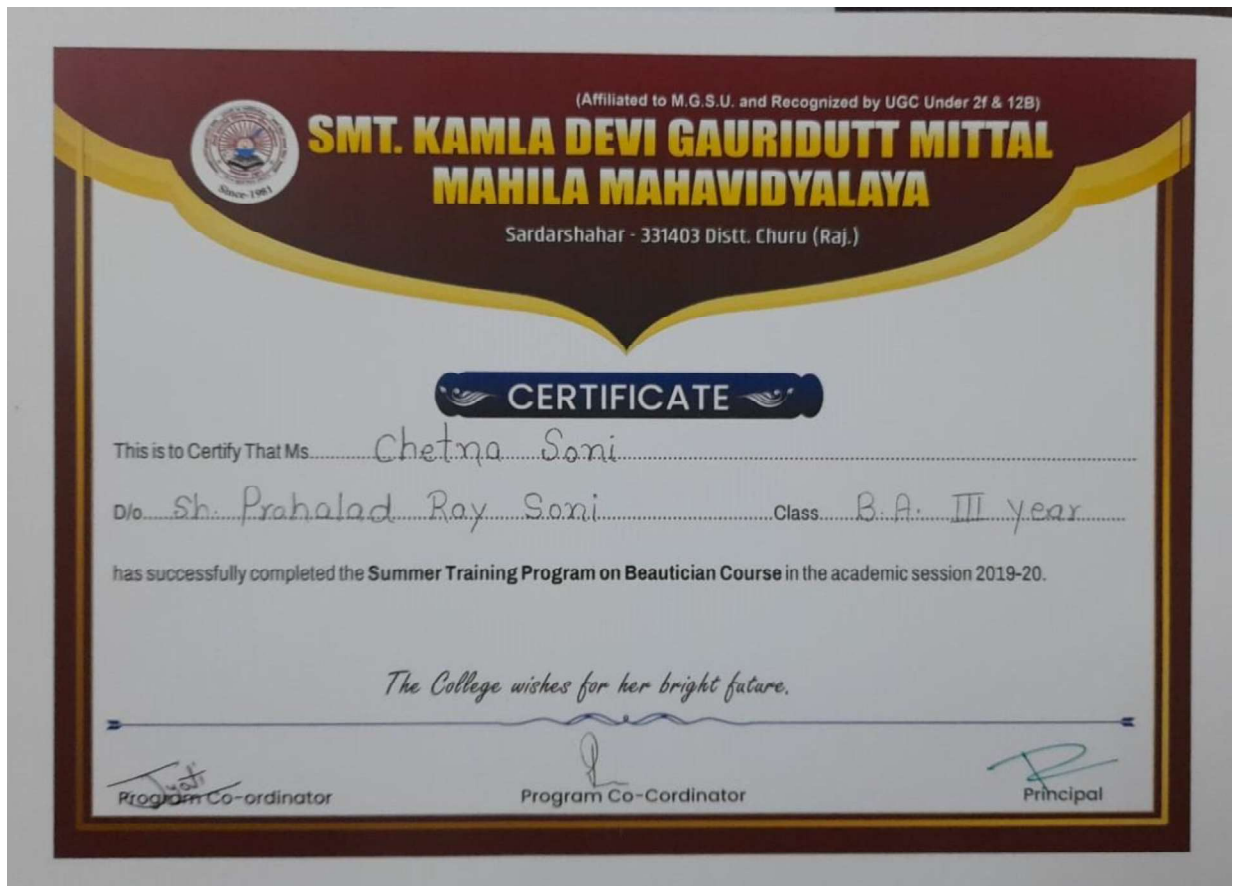 (Affiliated to M.G.S.U. and Recognized by UGC Under 2f & 12B)
SMT. KAMLA DEVI GAURIDUTT MITTAL
MAHILA MAHAVIDYALAYA
Since-1981
Sardarshahar - 331403 Distt. Churu (Raj.)
CERTIFICATE
This is to Certify That Ms. Chetna Soni
D/o Sh. Prahalad Ray Soni Class B.A. III Year
has successfully completed the Summer Training Program on Beautician Course in the academic session 2019-20.
The College wishes for her bright future.
Jyoti
Program Co-ordinator Program Co-Cordinator Principal